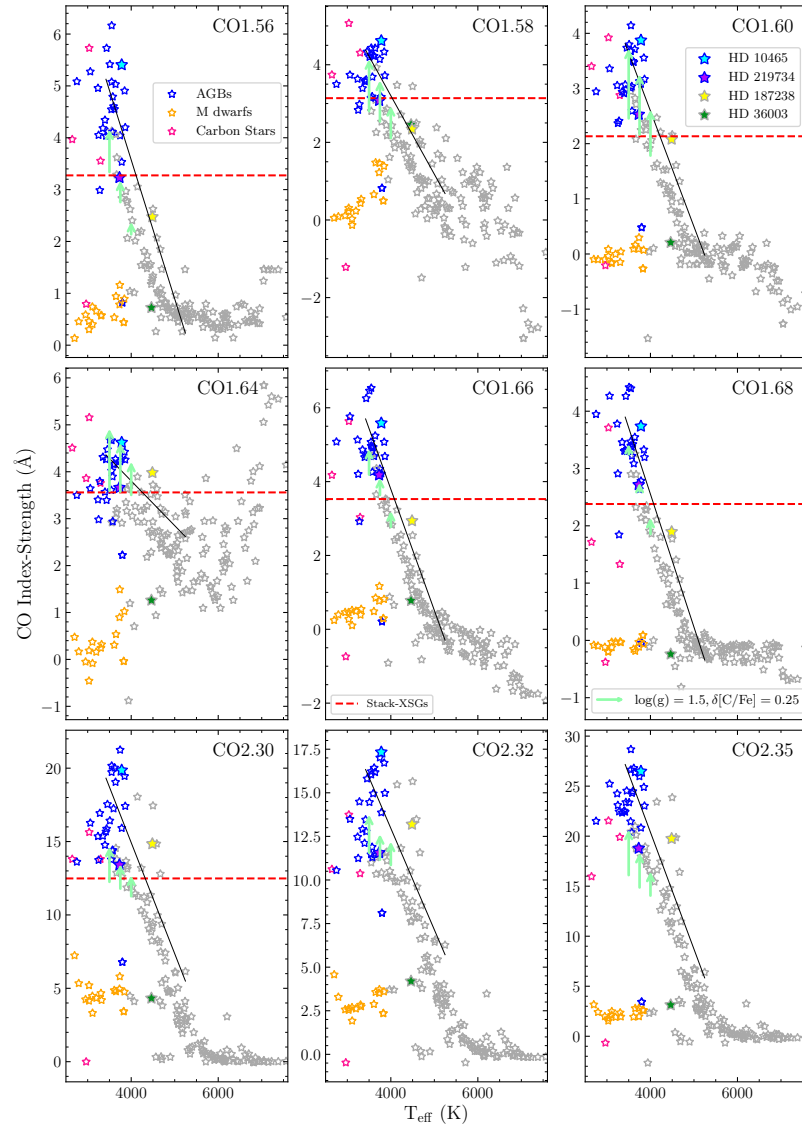 CO1.56
6
5
4
3
2
1
0
AGBs
M dwarfs
Carbon Stars
CO1.58
4
2
0
−2
CO1.60
4
3
2
1
0
−1
HD 10465
HD 219734
HD 187238
HD 36003
CO Index-Strength (Å)
CO1.64
6
5
4
3
2
1
0
−1
CO1.66
6
4
2
0
−2
Stack-XSGs
CO1.68
4
3
2
1
0
−1
log(g) = 1.5, δ[C/Fe] = 0.25
CO2.30
20
15
10
5
0
4000 6000
CO2.32
17.5
15.0
12.5
10.0
7.5
5.0
2.5
0.0
4000 6000
CO2.35
30
25
20
15
10
5
0
4000 6000
T_eff (K)